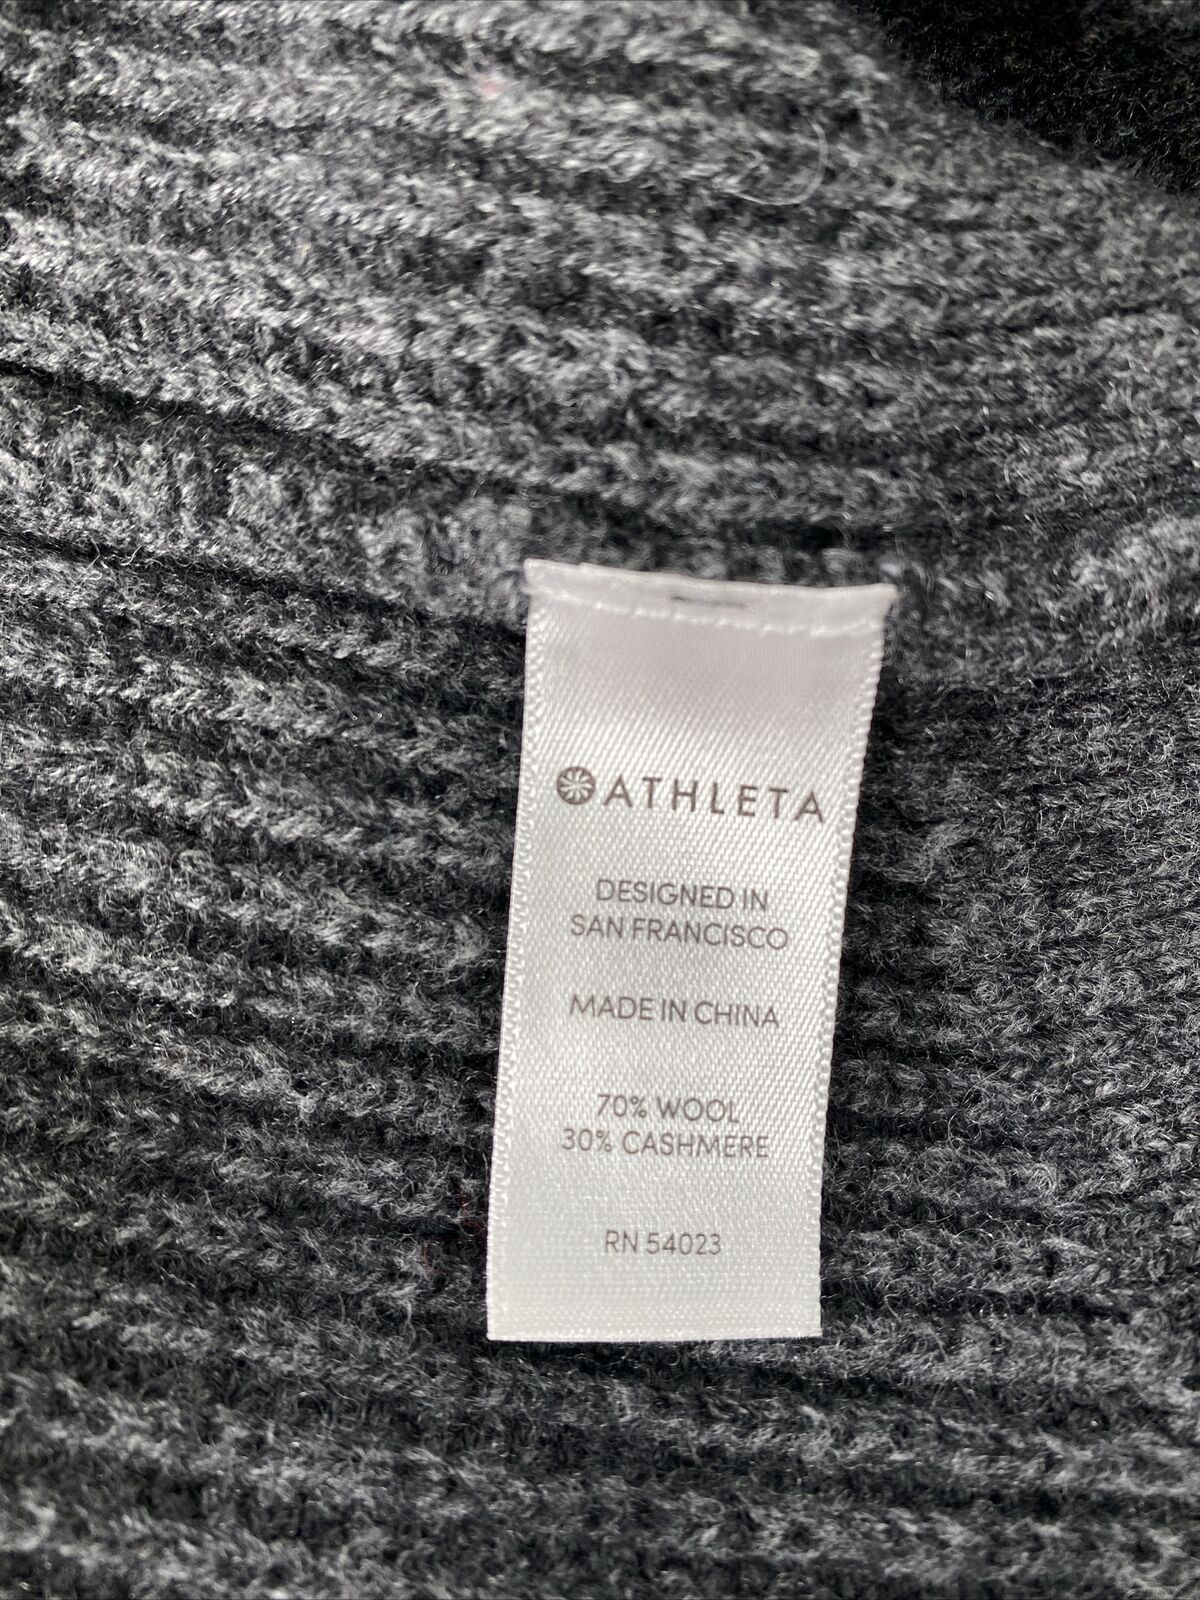 ATHLETA
DESIGNED IN
SAN FRANCISCO
MADE IN CHINA
70% WOOL
30% CASHMERE
RN 54023